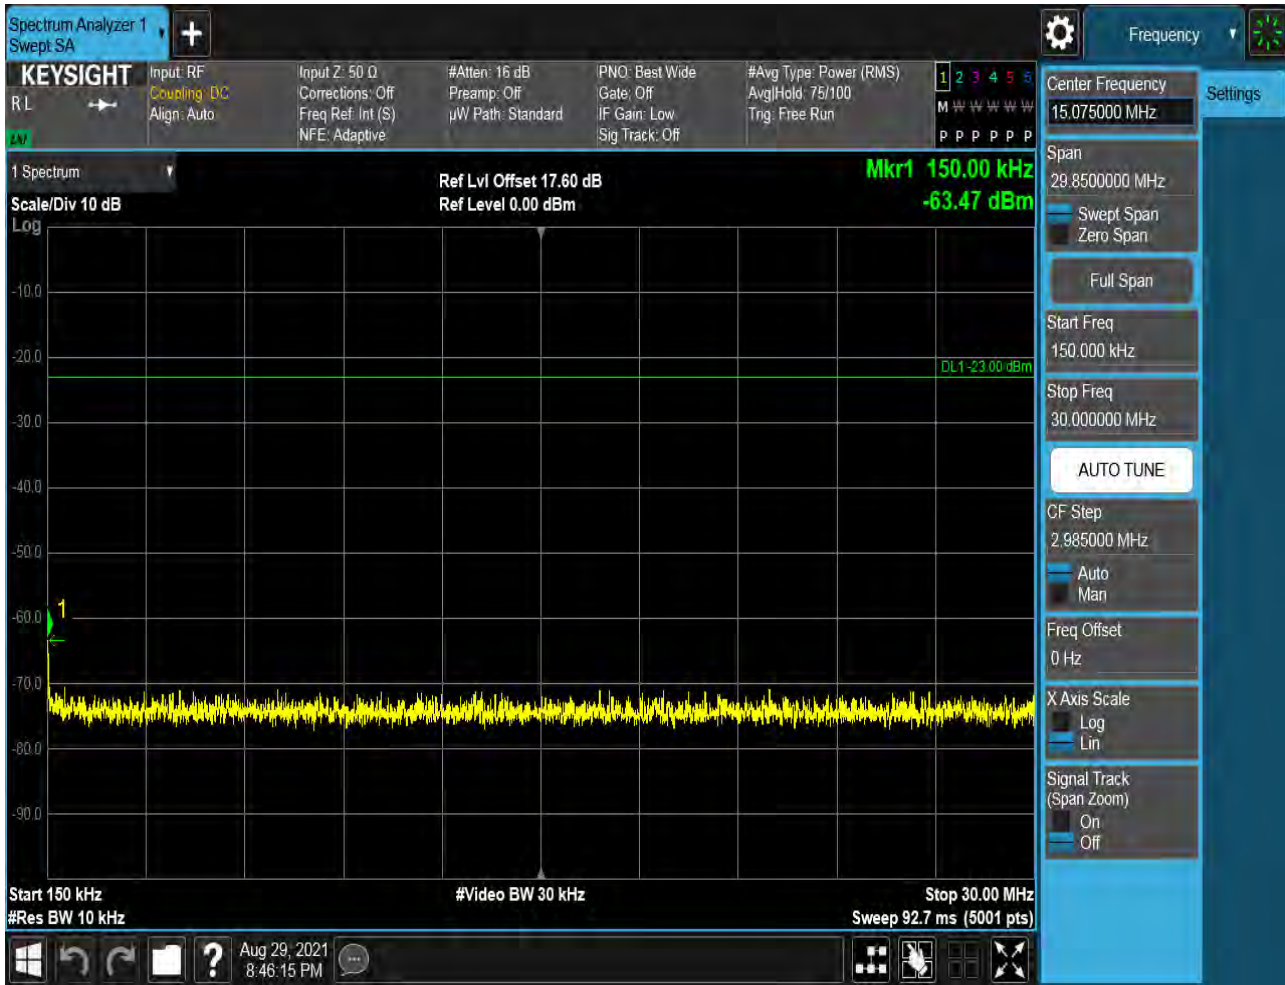 Spectrum Analyzer 1
Swept SA
Frequency
KEYSIGHT
R L
LNI
Input: RF
Coupling: DC
Align: Auto
Input Z: 50 Ω
Corrections: Off
Freq Ref: Int (S)
NFE: Adaptive
#Atten: 16 dB
Preamp: Off
µW Path: Standard
PNO: Best Wide
Gate: Off
IF Gain: Low
Sig Track: Off
#Avg Type: Power (RMS)
Avg|Hold: 75/100
Trig: Free Run
1 2 3 4 5 6
M W W W W W
P P P P P P
1 Spectrum
Scale/Div 10 dB
Log
Ref Lvl Offset 17.60 dB
Ref Level 0.00 dBm
Mkr1 150.00 kHz
-63.47 dBm
-10.0
-20.0
DL1 -23.00 dBm
-30.0
-40.0
-50.0
1
-60.0
-70.0
-80.0
-90.0
Start 150 kHz
#Res BW 10 kHz
#Video BW 30 kHz
Stop 30.00 MHz
Sweep 92.7 ms (5001 pts)
?
Aug 29, 2021
8:46:15 PM
Center Frequency
15.075000 MHz
Settings
Span
29.8500000 MHz
Swept Span
Zero Span
Full Span
Start Freq
150.000 kHz
Stop Freq
30.000000 MHz
AUTO TUNE
CF Step
2.985000 MHz
Auto
Man
Freq Offset
0 Hz
X Axis Scale
Log
Lin
Signal Track
(Span Zoom)
On
Off